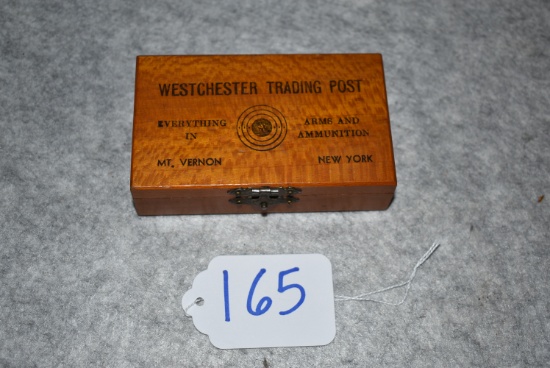 WESTCHESTER TRADING POST
EVERYTHING IN
ARMS AND AMMUNITION
MT. VERNON NEW YORK
165